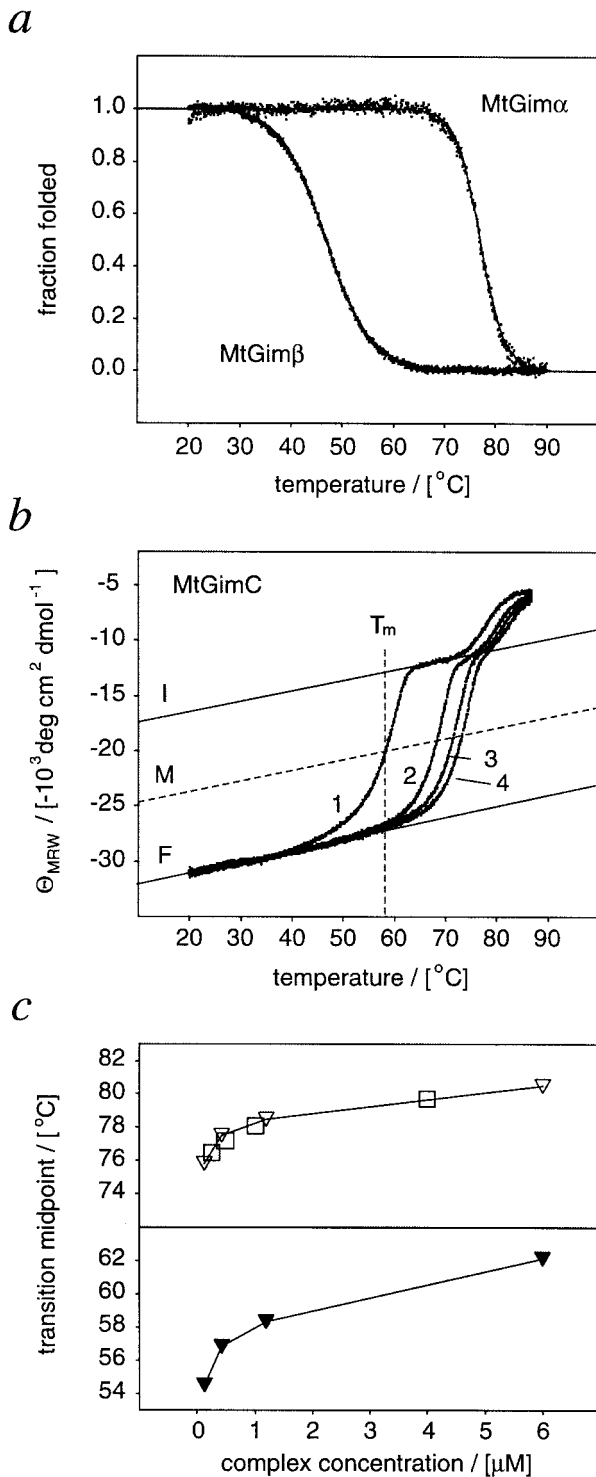 a
fraction folded
1.0
0.8
0.6
0.4
0.2
0.0
MtGimα
MtGimβ
20 30 40 50 60 70 80 90
temperature / [°C]
b
ΘMRW / [-10³deg cm² dmol⁻¹]
-5
-10
-15
-20
-25
-30
MtGimC
Tm
I
M
F
1
2
3
4
20 30 40 50 60 70 80 90
temperature / [°C]
c
transition midpoint / [°C]
82
80
78
76
74
62
60
58
56
54
0 1 2 3 4 5 6
complex concentration / [µM]